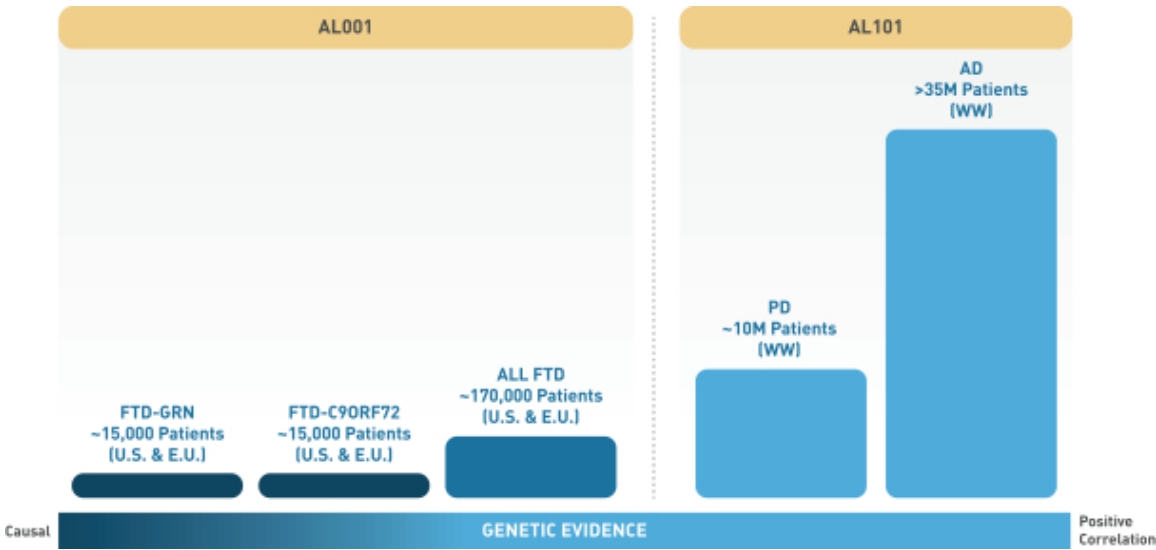 AL001
AL101
AD
>35M Patients
(WW)
PD
~10M Patients
(WW)
ALL FTD
~170,000 Patients
(U.S. & E.U.)
FTD-GRN
~15,000 Patients
(U.S. & E.U.)
FTD-C9ORF72
~15,000 Patients
(U.S. & E.U.)
Causal
GENETIC EVIDENCE
Positive
Correlation